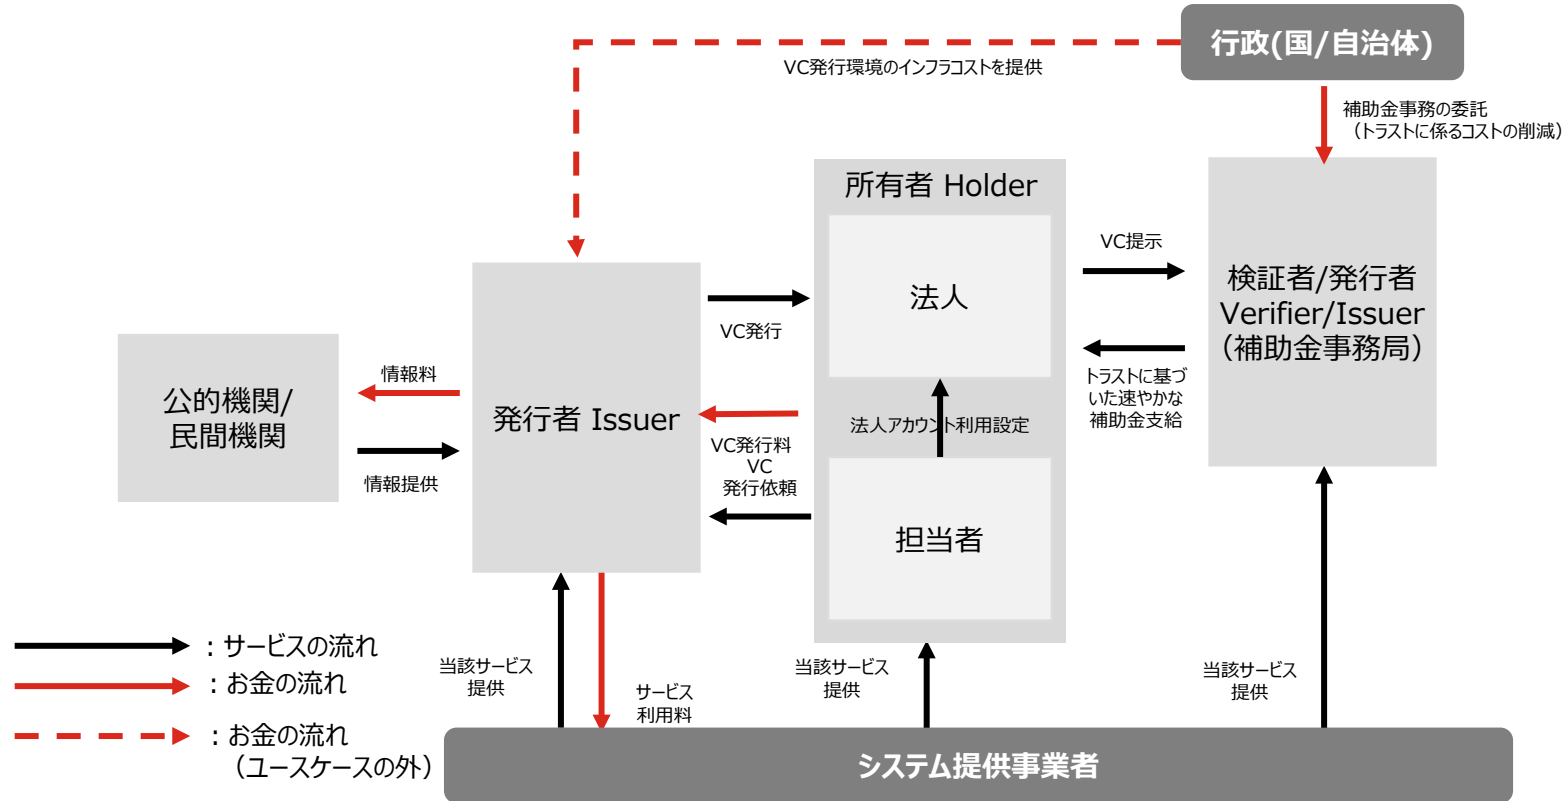 行政(国/自治体)
VC発行環境のインフラコストを提供
補助金事務の委託
（トラストに係るコストの削減）
所有者 Holder
法人
VC提示
検証者/発行者
Verifier/Issuer
（補助金事務局）
VC発行
トラストに基づ
いた速やかな
補助金支給
公的機関/
民間機関
情報料
情報提供
発行者 Issuer
VC発行料
VC
発行依頼
法人アカウント利用設定
担当者
：サービスの流れ
：お金の流れ
：お金の流れ
（ユースケースの外）
当該サービス
提供
サービス
利用料
当該サービス
提供
当該サービス
提供
システム提供事業者